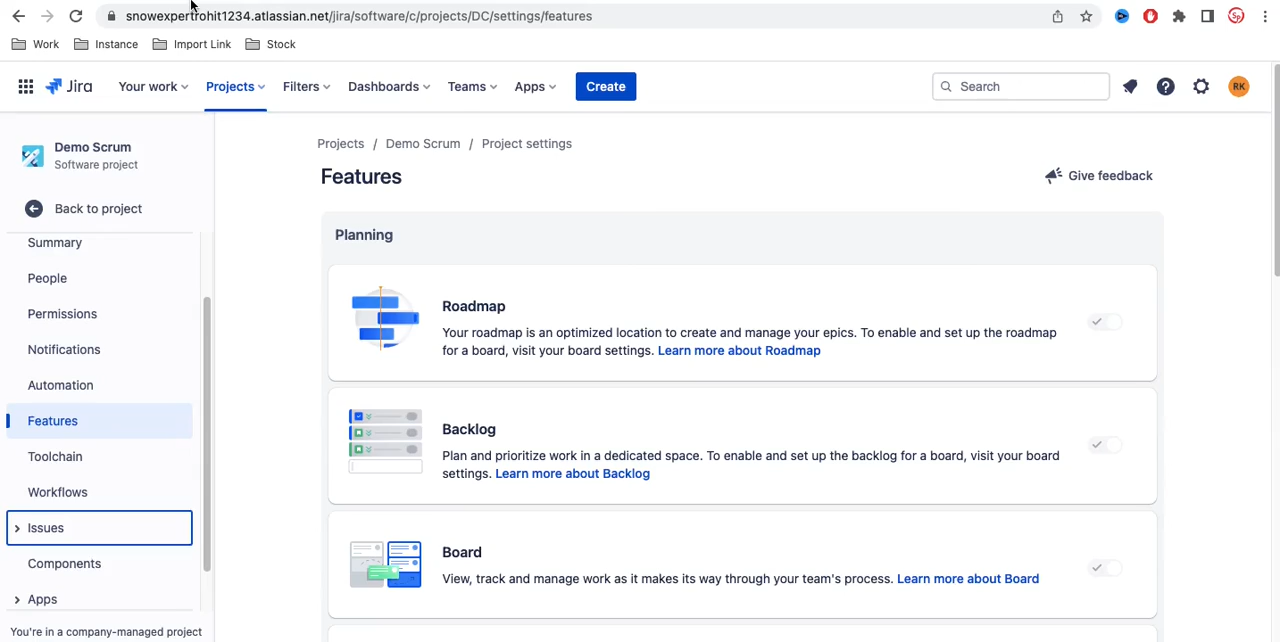 snowexpertrohit1234.atlassian.net/jira/software/c/projects/DC/settings/features
Sp
Work Instance Import Link Stock
Jira Your work Projects Filters Dashboards Teams Apps Create Search RK
Demo Scrum
Software project
Back to project
Summary
People
Permissions
Notifications
Automation
Features
Toolchain
Workflows
Issues
Components
Apps
You're in a company-managed project
Projects / Demo Scrum / Project settings
Features
Give feedback
Planning
Roadmap
Your roadmap is an optimized location to create and manage your epics. To enable and set up the roadmap
for a board, visit your board settings. Learn more about Roadmap
Backlog
Plan and prioritize work in a dedicated space. To enable and set up the backlog for a board, visit your board
settings. Learn more about Backlog
Board
View, track and manage work as it makes its way through your team's process. Learn more about Board